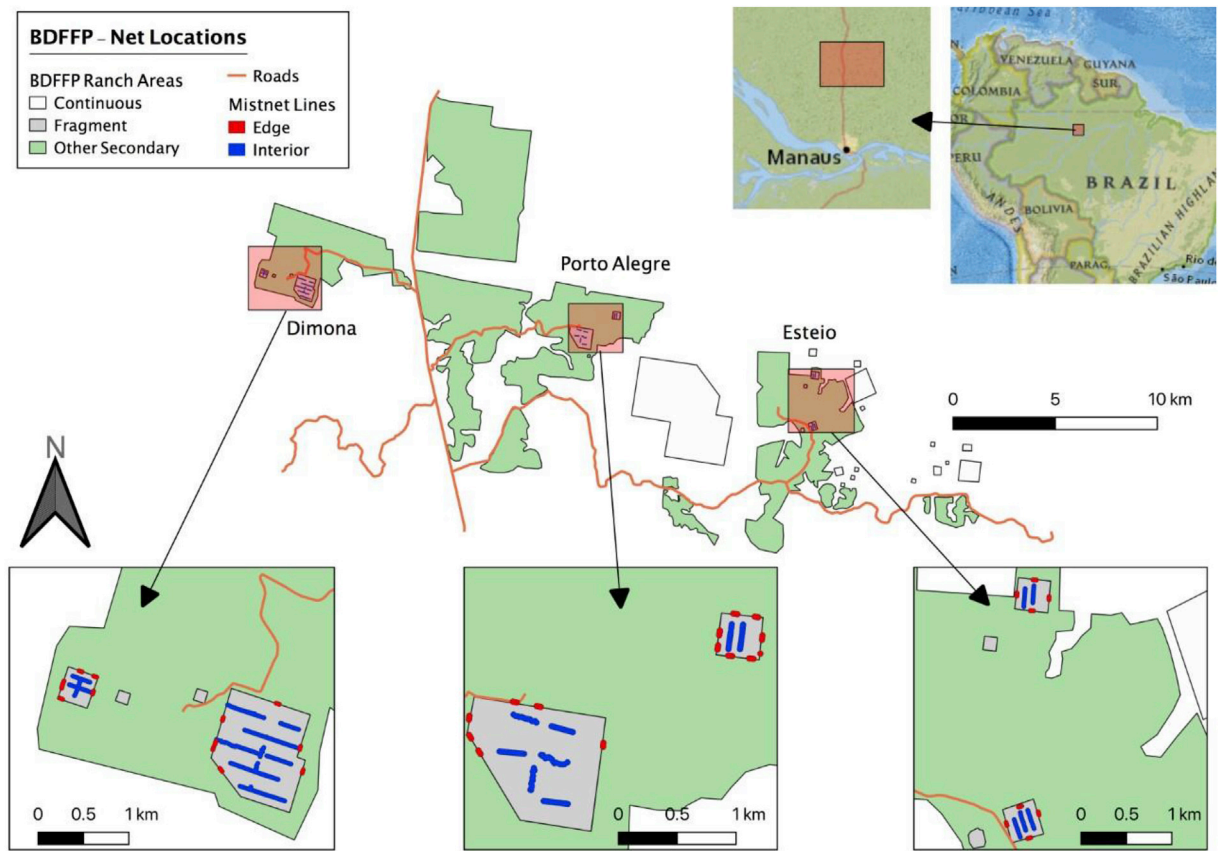 BDFFP – Net Locations
BDFFP Ranch Areas
Continuous
Fragment
Other Secondary
Roads
Mistnet Lines
Edge
Interior
Manaus
Caribbean Sea
VENEZUELA
GUYANA
SUR.
COLOMBIA
PERU
BRAZIL
ANDES
BOLIVIA
BRAZILIAN HIGHLAN
PARAG.
Rio de
São Paulo
Dimona
Porto Alegre
Esteio
0 5 10 km
N
0 0.5 1 km
0 0.5 1 km
0 0.5 1 km